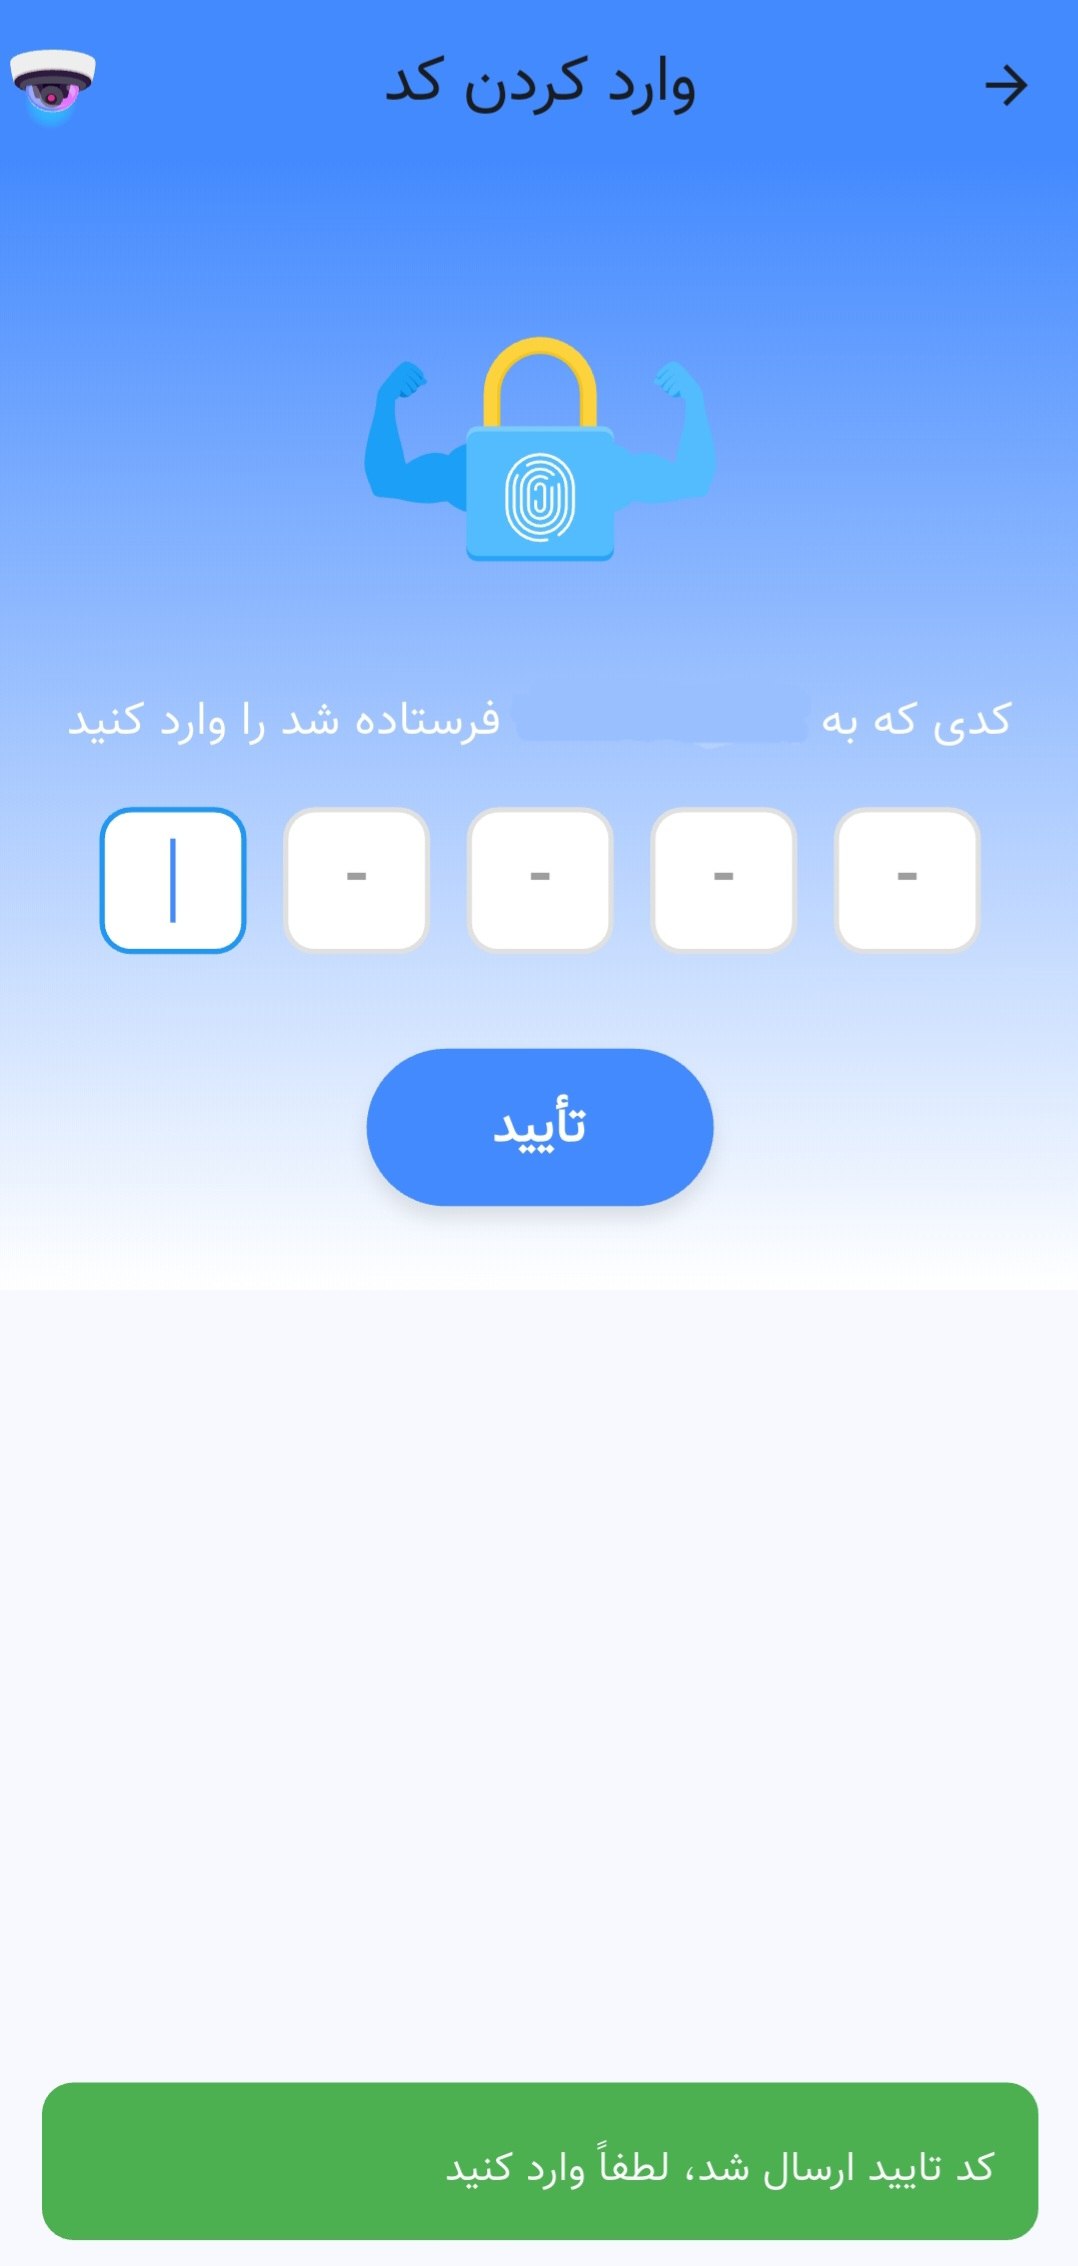 وارد کردن کد
کدی که به فرستاده شد را وارد کنید
- - - -
تأیید
کد تایید ارسال شد، لطفاً وارد کنید